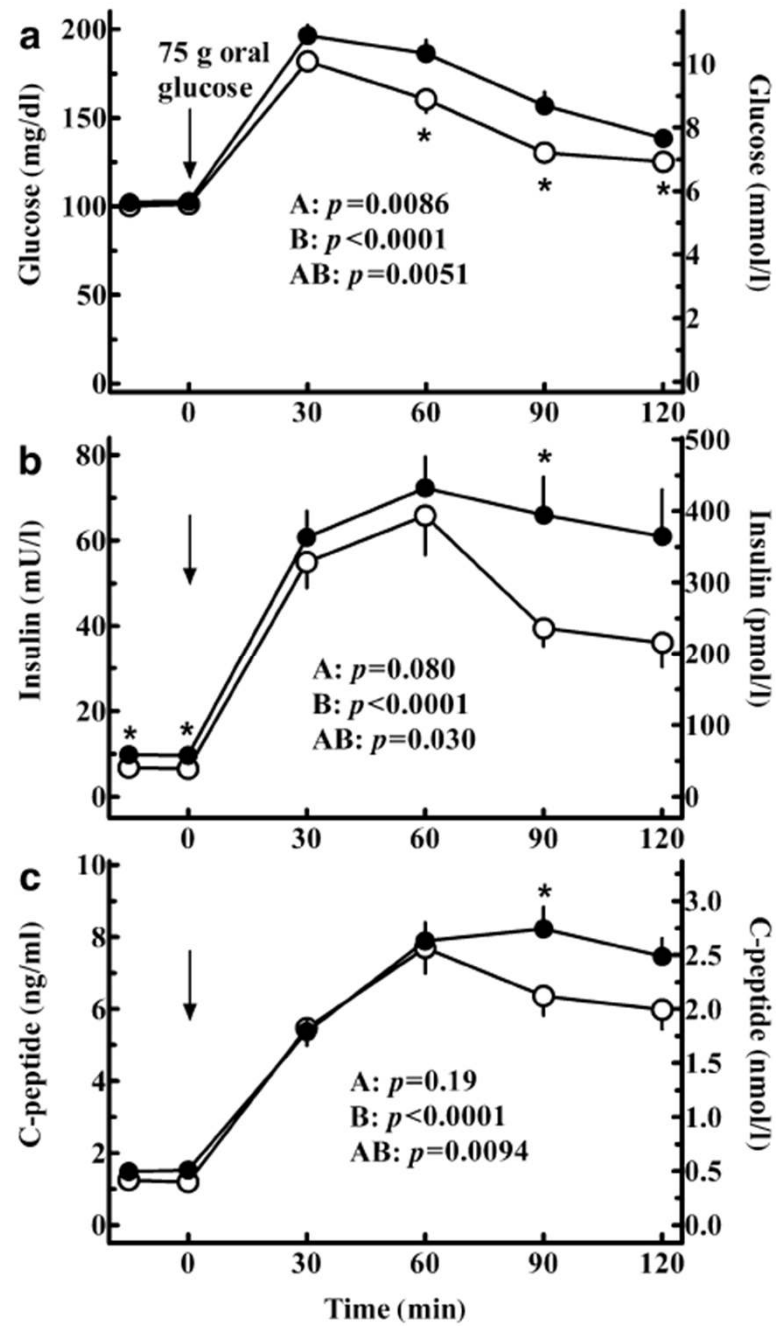 a
75 g oral
glucose
Glucose (mg/dl)
200
150
100
50
0
Glucose (mmol/l)
10
8
6
4
2
0
*
*
*
A: p=0.0086
B: p<0.0001
AB: p=0.0051
0 30 60 90 120
b
Insulin (mU/l)
80
60
40
20
0
Insulin (pmol/l)
500
400
300
200
100
0
*
*
*
A: p=0.080
B: p<0.0001
AB: p=0.030
0 30 60 90 120
c
C-peptide (ng/ml)
10
8
6
4
2
0
C-peptide (nmol/l)
3.0
2.5
2.0
1.5
1.0
0.5
0.0
*
A: p=0.19
B: p<0.0001
AB: p=0.0094
0 30 60 90 120
Time (min)